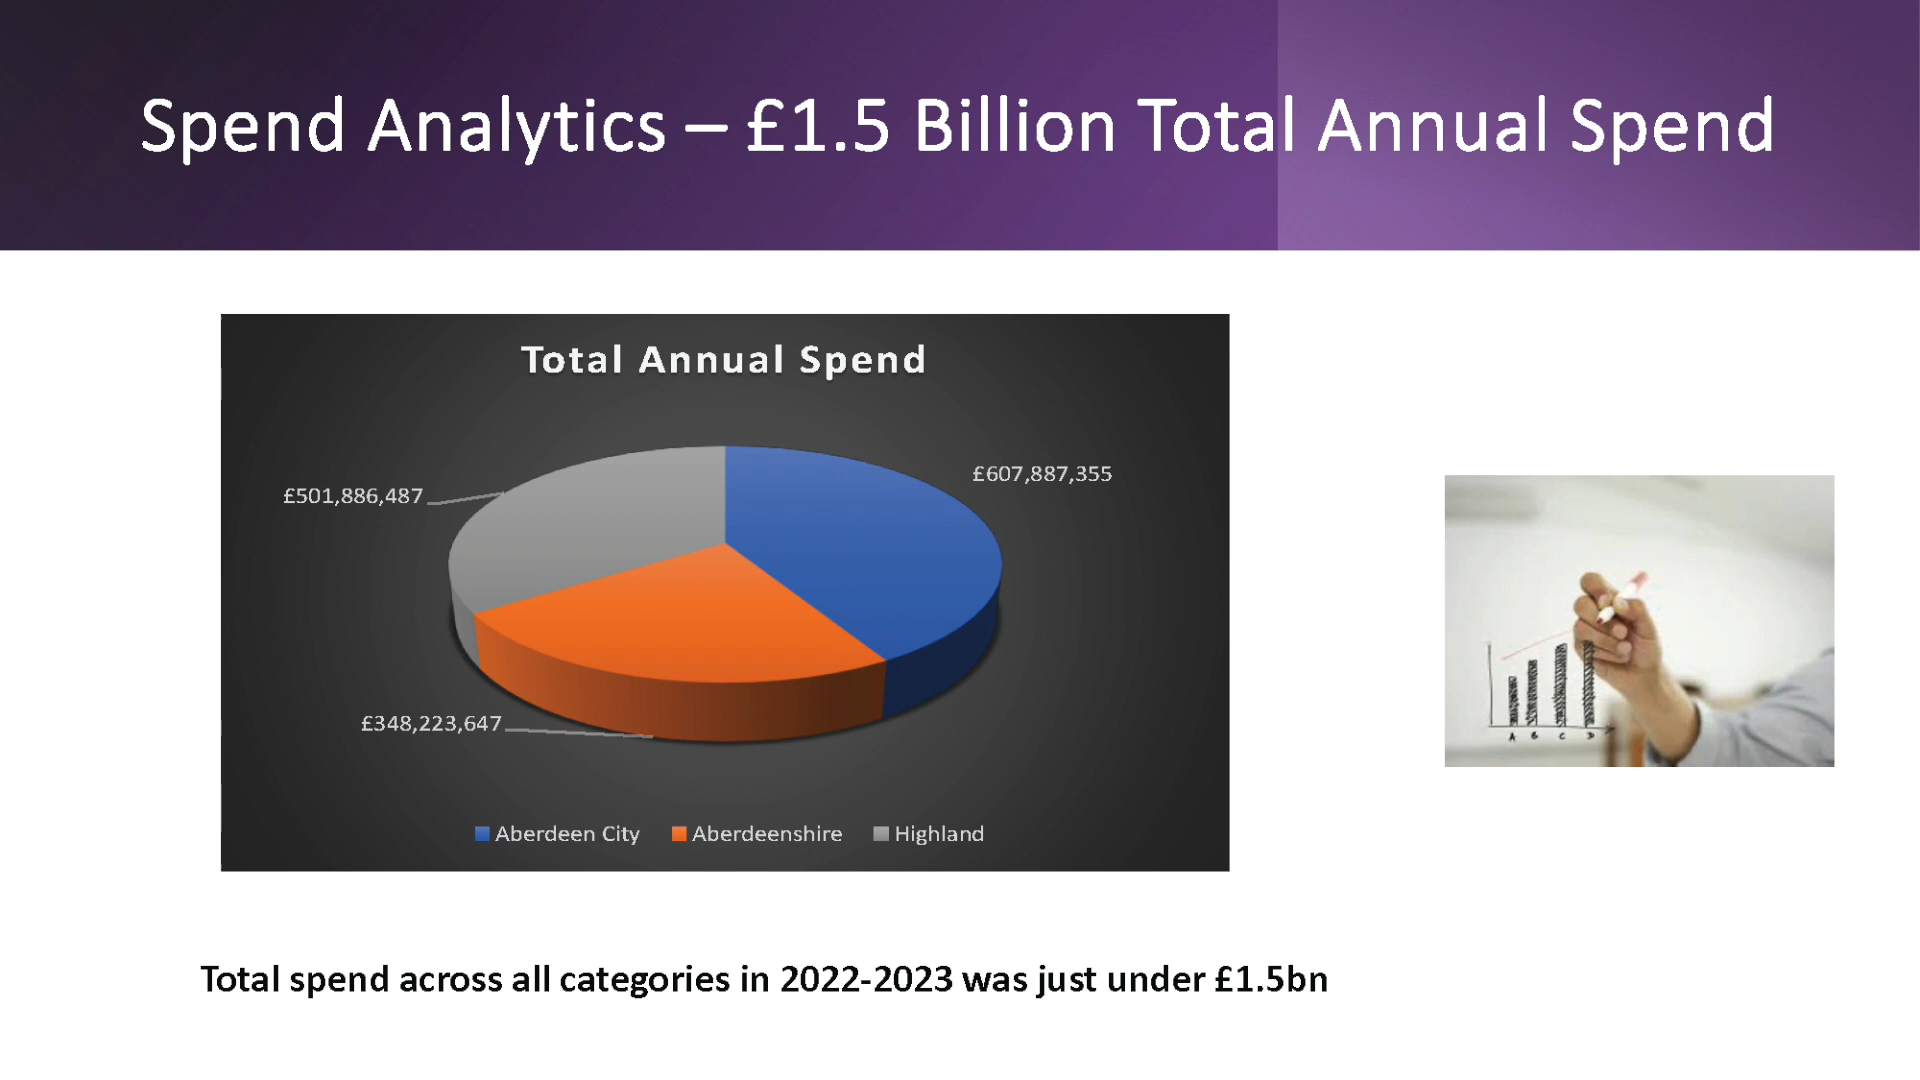 Spend Analytics – £1.5 Billion Total Annual Spend
Total Annual Spend
£607,887,355
£501,886,487
£348,223,647
Aberdeen City Aberdeenshire Highland
A B C D
Total spend across all categories in 2022-2023 was just under £1.5bn